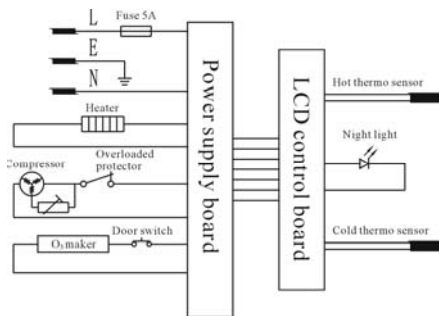 L
Fuse 5A
E
N
Heater
Compressor
Overloaded
protector
Door switch
O₃ maker
Power supply board
LCD control board
Hot thermo sensor
Night light
Cold thermo sensor